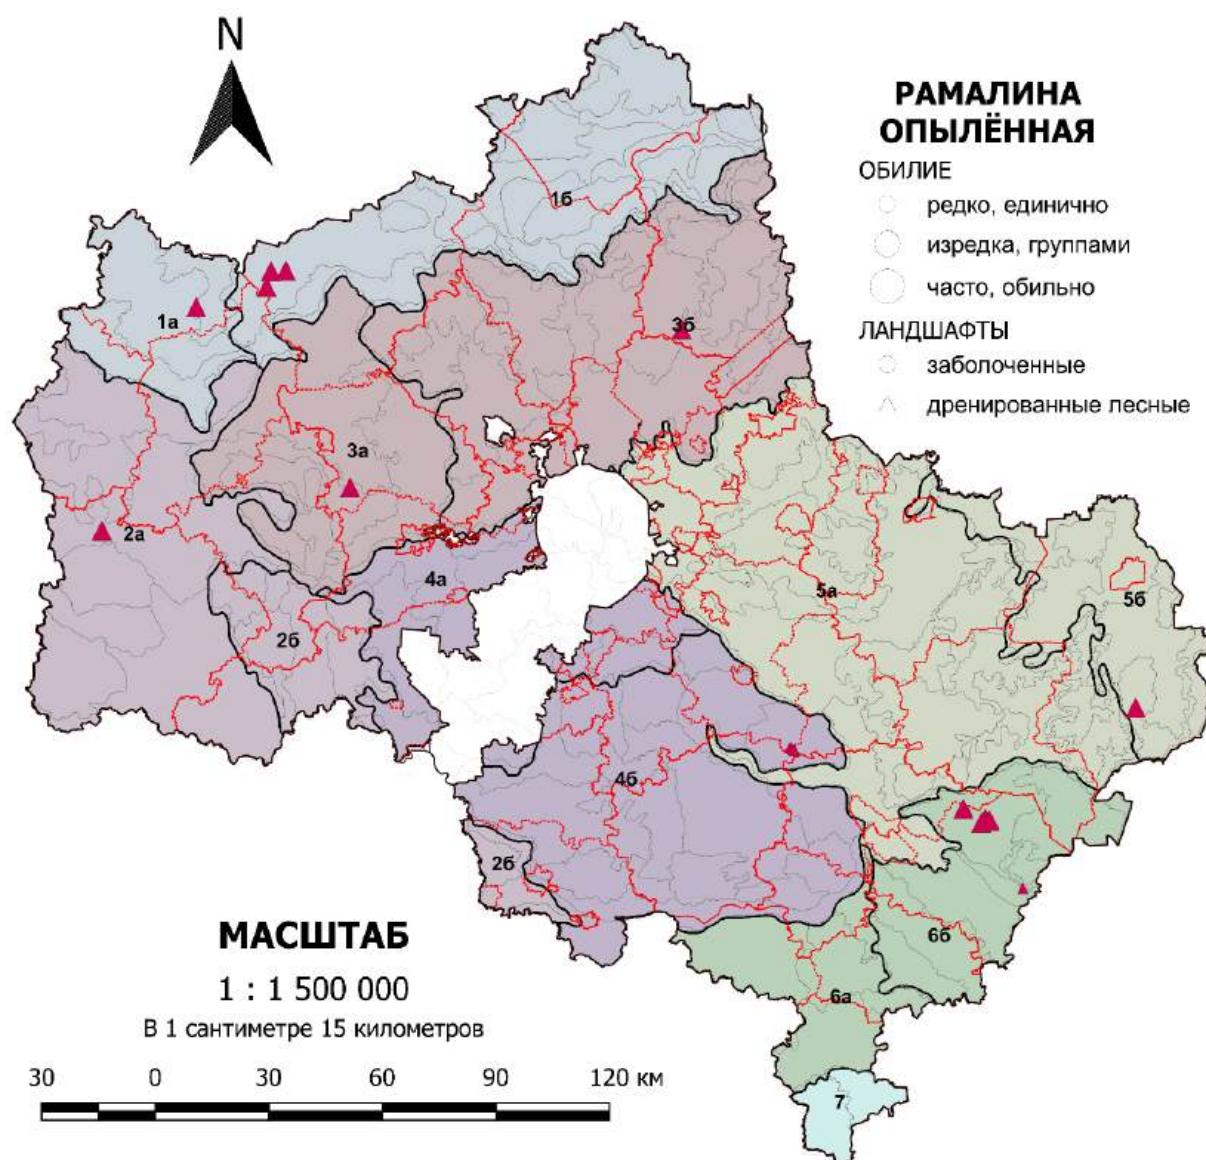 N
РАМАЛИНА
ОПЫЛЁННАЯ
ОБИЛИЕ
редко, единично
изредка, группами
часто, обильно
ЛАНДШАФТЫ
заболоченные
дренированные лесные
1б
1а
3б
3а
2а
4а
5а
5б
2б
4б
2б
6б
6а
7
МАСШТАБ
1 : 1 500 000
В 1 сантиметре 15 километров
30 0 30 60 90 120 км